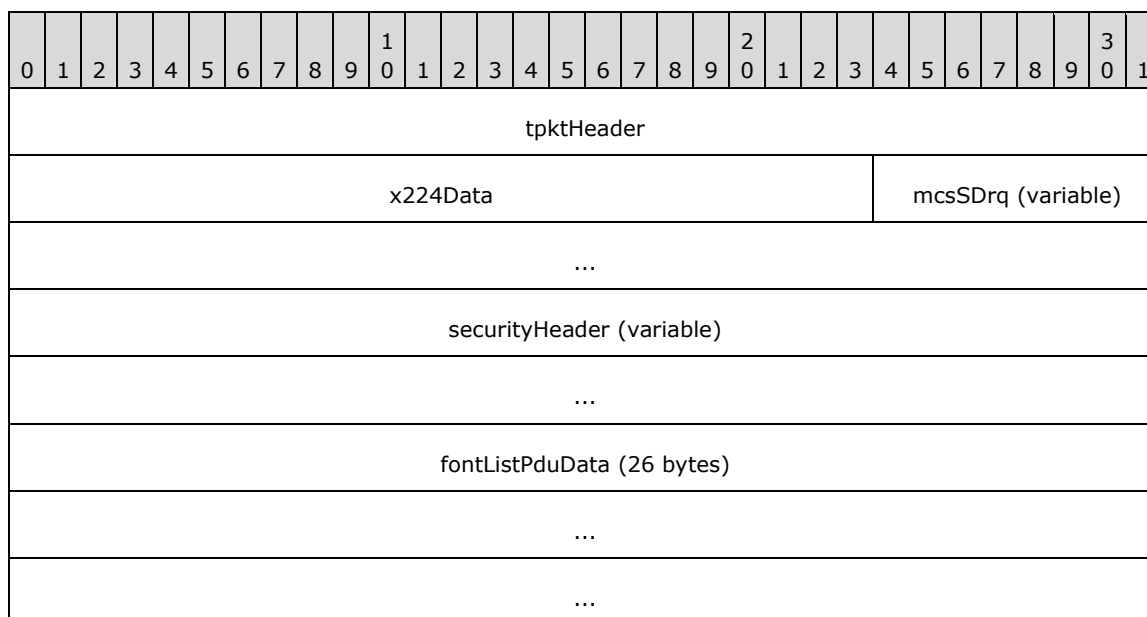 1 2 3
0 1 2 3 4 5 6 7 8 9 0 1 2 3 4 5 6 7 8 9 0 1 2 3 4 5 6 7 8 9 0 1
tpktHeader
x224Data mcsSDrq (variable)
...
securityHeader (variable)
...
fontListPduData (26 bytes)
...
...